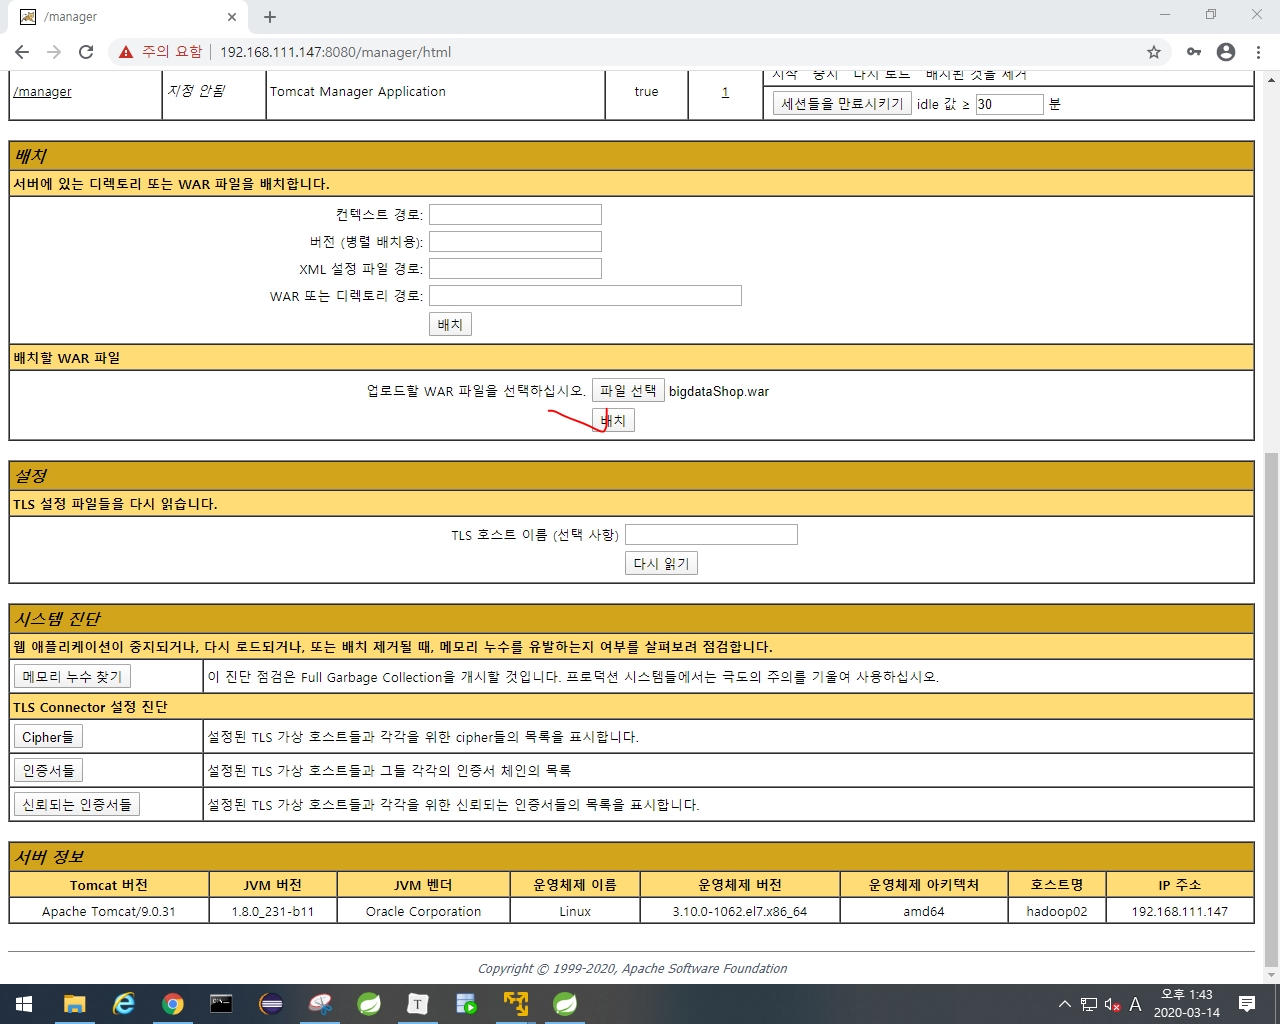 /manager
주의 요함
192.168.111.147:8080/manager/html
시작 중지 다시 로드 배치된 것을 제거
/manager 지정 안됨 Tomcat Manager Application true 1
세션들을 만료시키기 idle 값 ≥ 30 분
배치
서버에 있는 디렉토리 또는 WAR 파일을 배치합니다.
컨텍스트 경로:
버전 (병렬 배치용):
XML 설정 파일 경로:
WAR 또는 디렉토리 경로:
배치
배치할 WAR 파일
업로드할 WAR 파일을 선택하십시오. 파일 선택 bigdataShop.war
배치
설정
TLS 설정 파일들을 다시 읽습니다.
TLS 호스트 이름 (선택 사항)
다시 읽기
시스템 진단
웹 애플리케이션이 중지되거나, 다시 로드되거나, 또는 배치 제거될 때, 메모리 누수를 유발하는지 여부를 살펴보려 점검합니다.
메모리 누수 찾기 이 진단 점검은 Full Garbage Collection을 개시할 것입니다. 프로덕션 시스템들에서는 극도의 주의를 기울여 사용하십시오.
TLS Connector 설정 진단
Cipher들 설정된 TLS 가상 호스트들과 각각을 위한 cipher들의 목록을 표시합니다.
인증서들 설정된 TLS 가상 호스트들과 그들 각각의 인증서 체인의 목록
신뢰되는 인증서들 설정된 TLS 가상 호스트들과 각각을 위한 신뢰되는 인증서들의 목록을 표시합니다.
서버 정보
Tomcat 버전 JVM 버전 JVM 벤더 운영체제 이름 운영체제 버전 운영체제 아키텍처 호스트명 IP 주소
Apache Tomcat/9.0.31 1.8.0_231-b11 Oracle Corporation Linux 3.10.0-1062.el7.x86_64 amd64 hadoop02 192.168.111.147
Copyright © 1999-2020, Apache Software Foundation
T
A
오후 1:43
2020-03-14